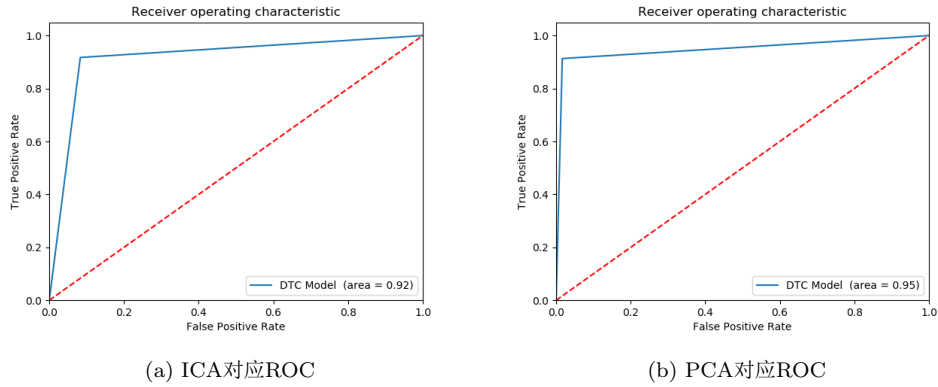 Receiver operating characteristic
1.0
0.8
0.6
0.4
0.2
0.0
True Positive Rate
0.0 0.2 0.4 0.6 0.8 1.0
False Positive Rate
DTC Model (area = 0.92)
(a) ICA对应ROC
Receiver operating characteristic
1.0
0.8
0.6
0.4
0.2
0.0
True Positive Rate
0.0 0.2 0.4 0.6 0.8 1.0
False Positive Rate
DTC Model (area = 0.95)
(b) PCA对应ROC